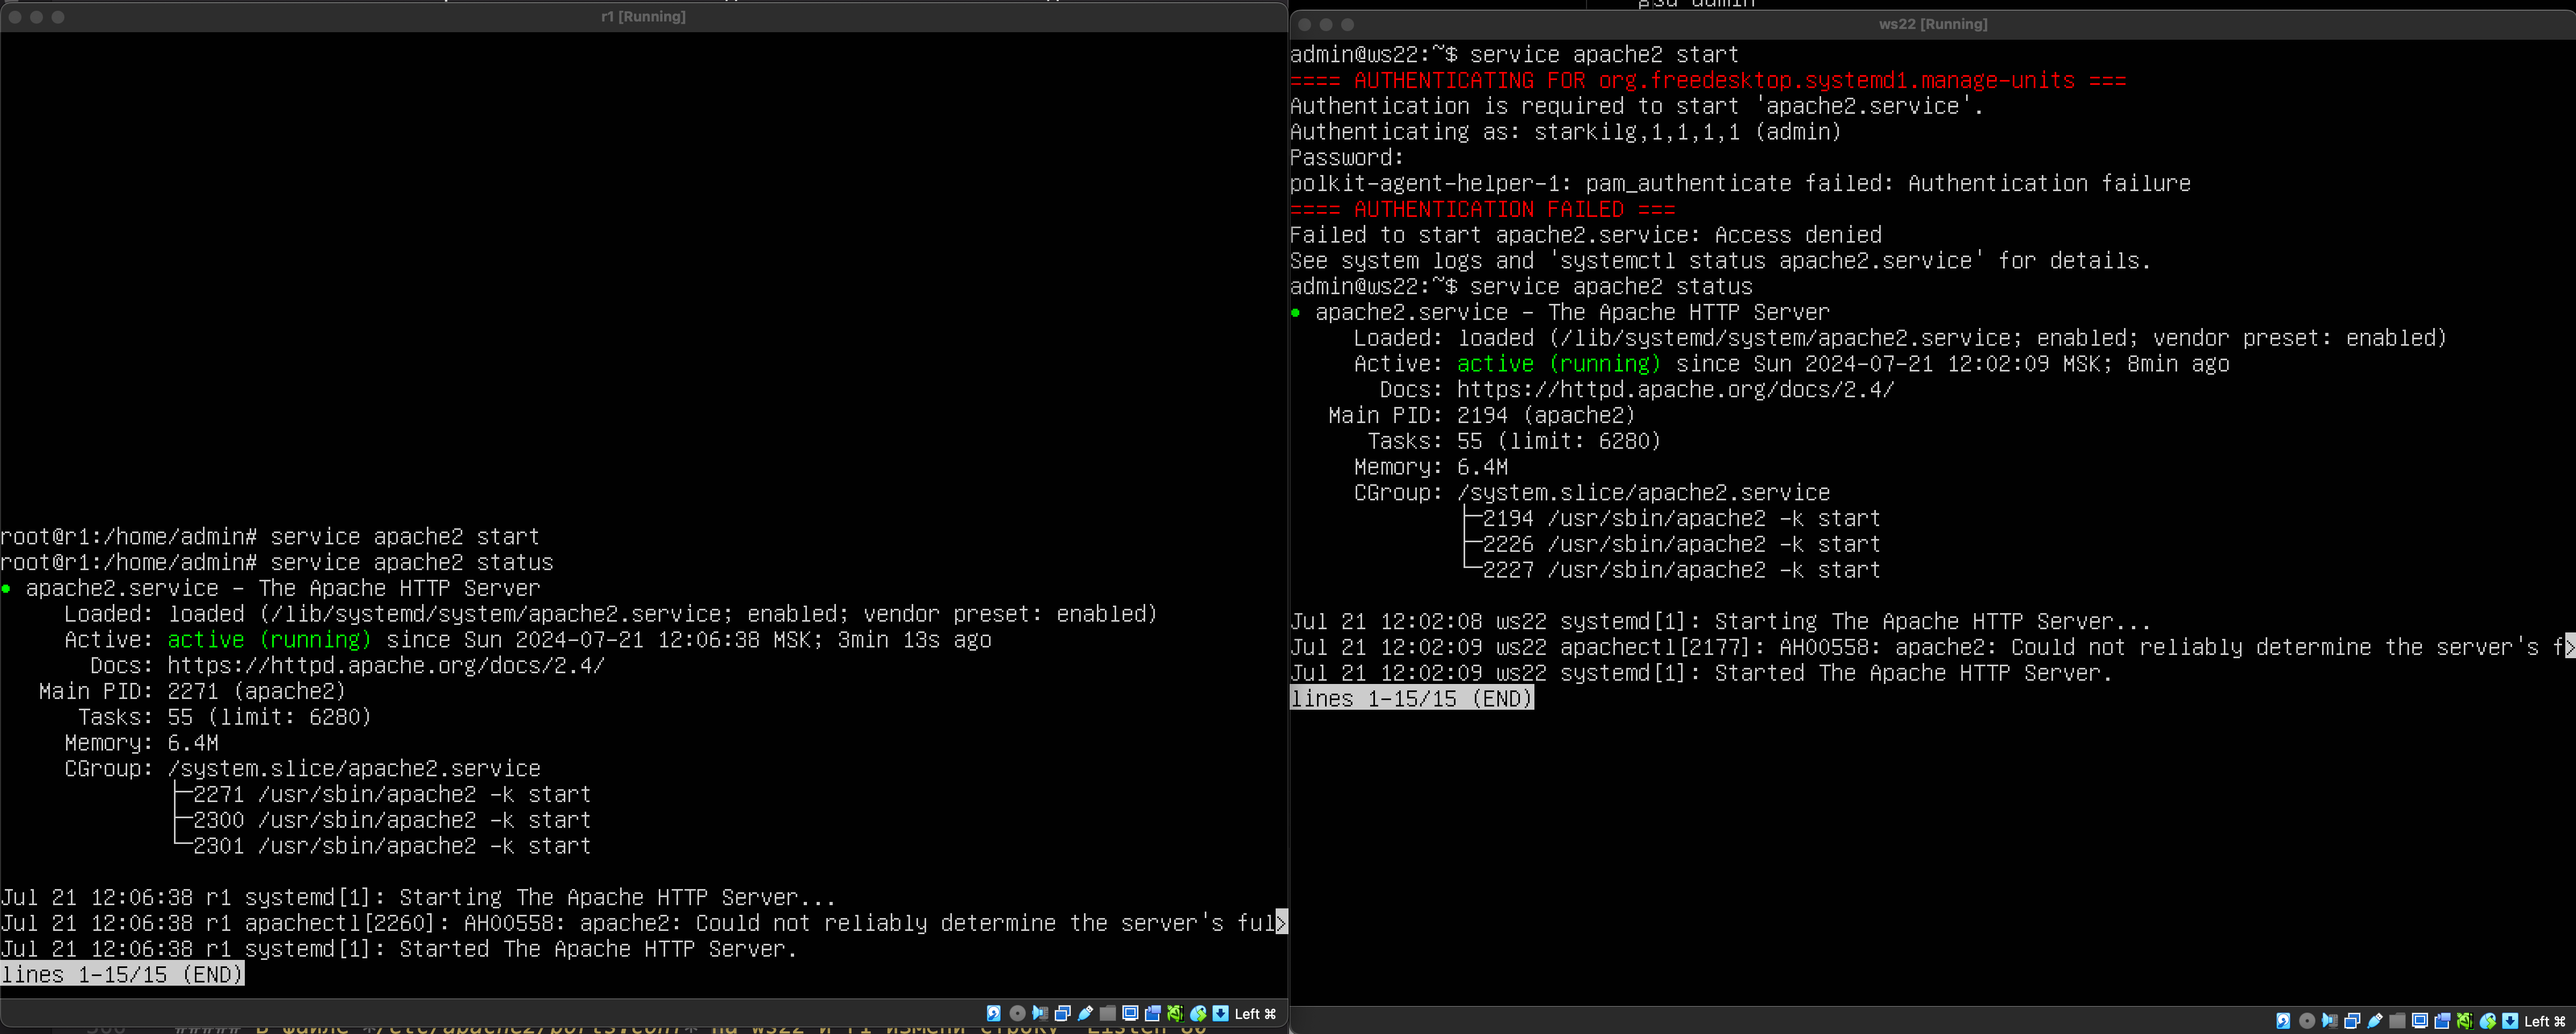 r1 [Running]
root@r1:/home/admin# service apache2 start
root@r1:/home/admin# service apache2 status
● apache2.service – The Apache HTTP Server
Loaded: loaded (/lib/systemd/system/apache2.service; enabled; vendor preset: enabled)
Active: active (running) since Sun 2024-07-21 12:06:38 MSK; 3min 13s ago
Docs: https://httpd.apache.org/docs/2.4/
Main PID: 2271 (apache2)
Tasks: 55 (limit: 6280)
Memory: 6.4M
CGroup: /system.slice/apache2.service
├─2271 /usr/sbin/apache2 -k start
├─2300 /usr/sbin/apache2 -k start
└─2301 /usr/sbin/apache2 -k start
Jul 21 12:06:38 r1 systemd[1]: Starting The Apache HTTP Server...
Jul 21 12:06:38 r1 apachectl[2260]: AH00558: apache2: Could not reliably determine the server's ful>
Jul 21 12:06:38 r1 systemd[1]: Started The Apache HTTP Server.
lines 1-15/15 (END)
Left ⌘
admin
ws22 [Running]
admin@ws22:~$ service apache2 start
==== AUTHENTICATING FOR org.freedesktop.systemd1.manage-units ===
Authentication is required to start 'apache2.service'.
Authenticating as: starkilg,1,1,1,1 (admin)
Password:
polkit-agent-helper-1: pam_authenticate failed: Authentication failure
==== AUTHENTICATION FAILED ===
Failed to start apache2.service: Access denied
See system logs and 'systemctl status apache2.service' for details.
admin@ws22:~$ service apache2 status
● apache2.service – The Apache HTTP Server
Loaded: loaded (/lib/systemd/system/apache2.service; enabled; vendor preset: enabled)
Active: active (running) since Sun 2024-07-21 12:02:09 MSK; 8min ago
Docs: https://httpd.apache.org/docs/2.4/
Main PID: 2194 (apache2)
Tasks: 55 (limit: 6280)
Memory: 6.4M
CGroup: /system.slice/apache2.service
├─2194 /usr/sbin/apache2 -k start
├─2226 /usr/sbin/apache2 -k start
└─2227 /usr/sbin/apache2 -k start
Jul 21 12:02:08 ws22 systemd[1]: Starting The Apache HTTP Server...
Jul 21 12:02:09 ws22 apachectl[2177]: AH00558: apache2: Could not reliably determine the server's f>
Jul 21 12:02:09 ws22 systemd[1]: Started The Apache HTTP Server.
lines 1-15/15 (END)
Left ⌘